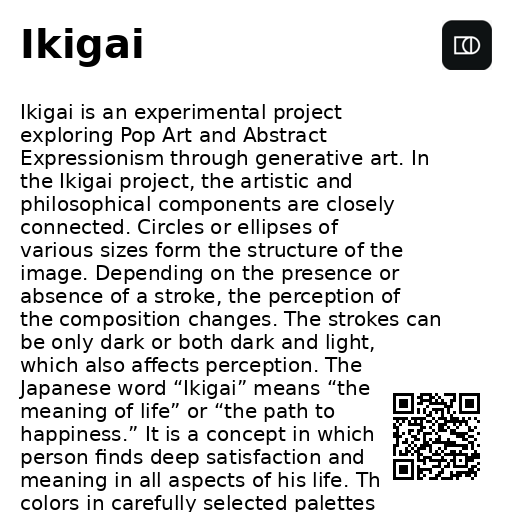 Ikigai
Ikigai is an experimental project
exploring Pop Art and Abstract
Expressionism through generative art. In
the Ikigai project, the artistic and
philosophical components are closely
connected. Circles or ellipses of
various sizes form the structure of the
image. Depending on the presence or
absence of a stroke, the perception of
the composition changes. The strokes can
be only dark or both dark and light,
which also affects perception. The
Japanese word “Ikigai” means “the
meaning of life” or “the path to
happiness.” It is a concept in which
person finds deep satisfaction and
meaning in all aspects of his life. Th
colors in carefully selected palettes